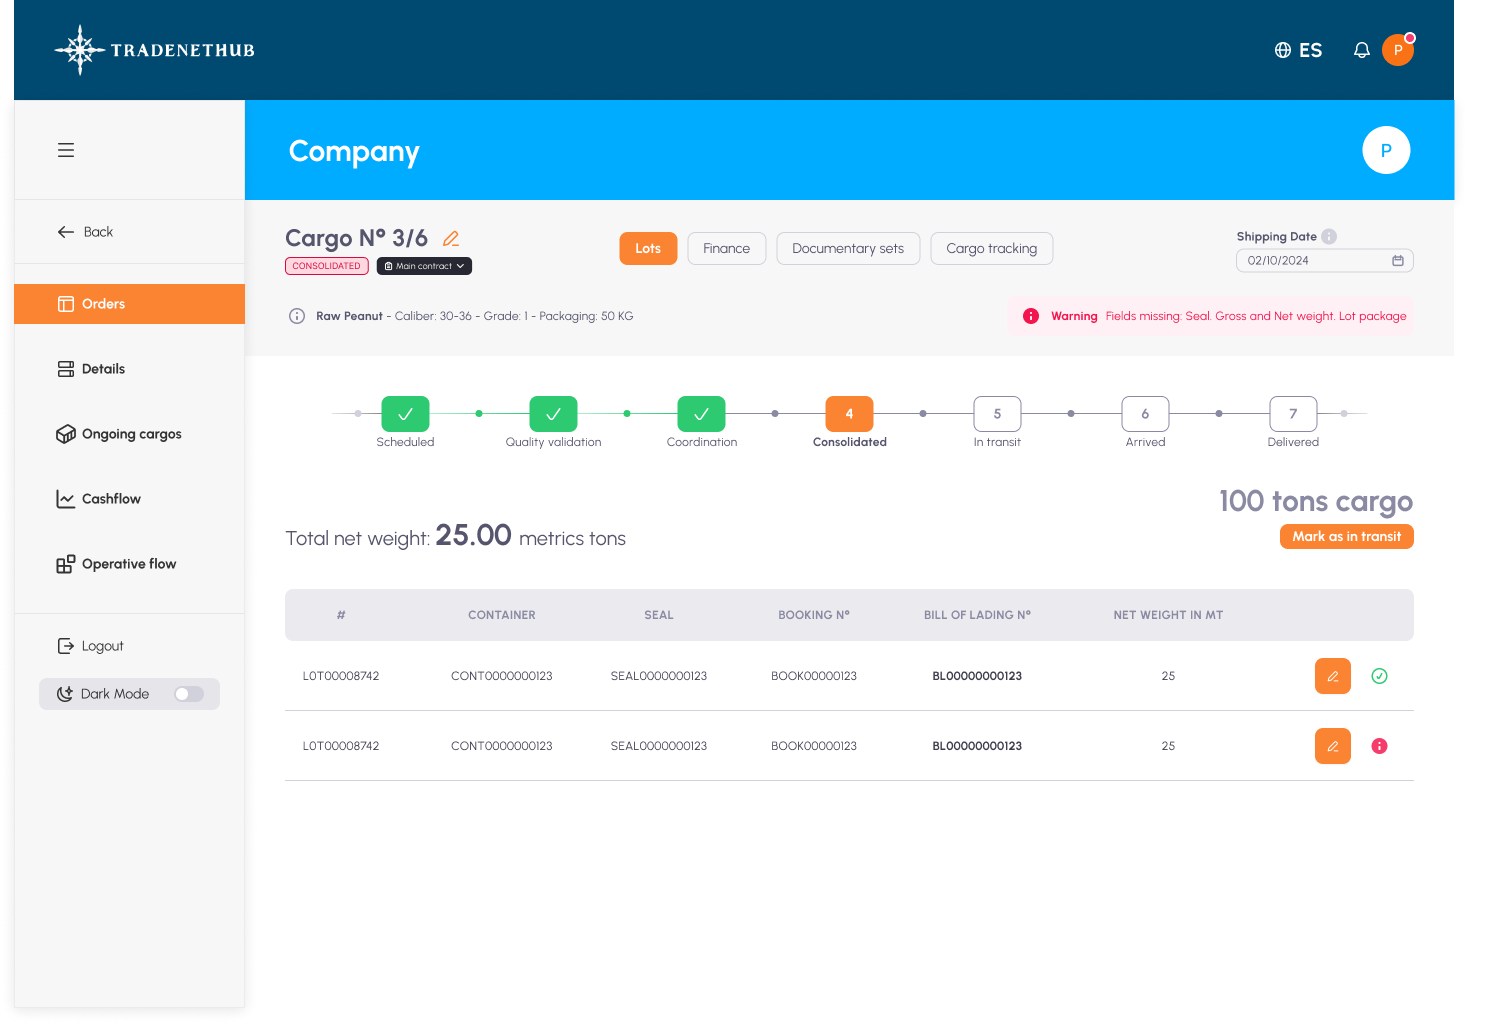 TRADENETHUB
ES
P
Company
P
Back
Orders
Details
Ongoing cargos
Cashflow
Operative flow
Logout
Dark Mode
Cargo Nº 3/6
CONSOLIDATED
Main contract
Lots
Finance
Documentary sets
Cargo tracking
Shipping Date
02/10/2024
Raw Peanut - Caliber: 30-36 - Grade: 1 - Packaging: 50 KG
Warning Fields missing: Seal. Gross and Net weight. Lot package
4
5
6
7
Scheduled
Quality validation
Coordination
Consolidated
In transit
Arrived
Delivered
100 tons cargo
Total net weight: 25.00 metrics tons
Mark as in transit
# CONTAINER SEAL BOOKING Nº BILL OF LADING Nº NET WEIGHT IN MT
L0T00008742 CONT0000000123 SEAL0000000123 BOOK00000123 BL00000000123 25
L0T00008742 CONT0000000123 SEAL0000000123 BOOK00000123 BL00000000123 25